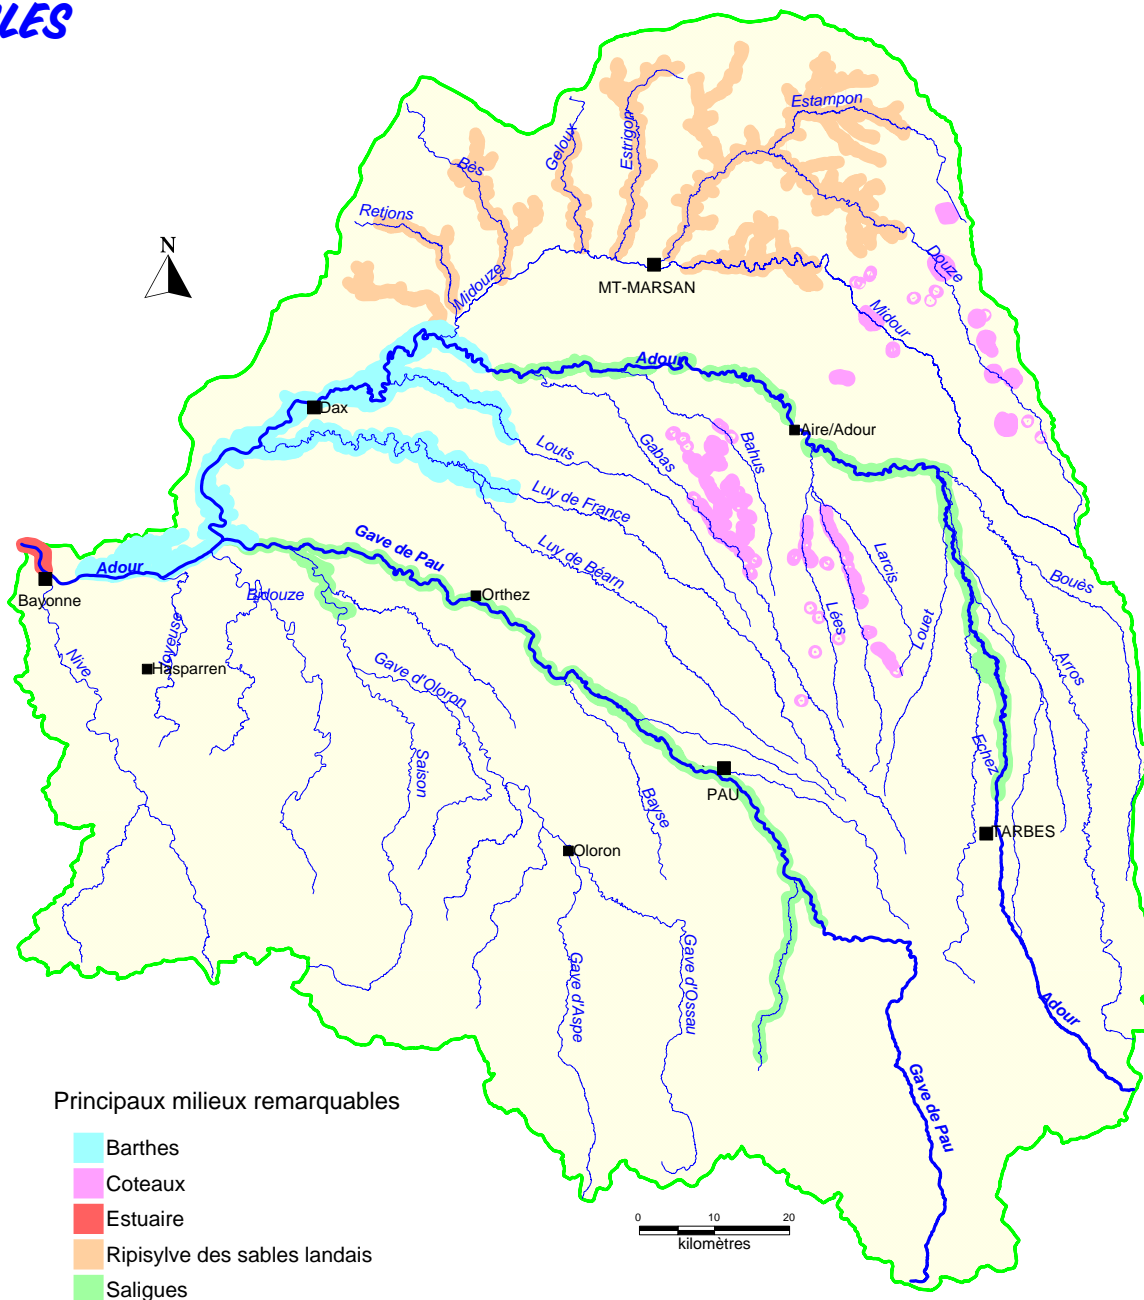 Estampon
Geloux
Estrigon
Bès
Retjons
N
Douze
Midouze
MT-MARSAN
Midour
Adour
Dax
Aire/Adour
Louts
Gabas
Bahus
Luy de France
Gave de Pau
Luy de Béarn
Larcis
Adour
Bouès
Bayonne
Bidouze
Orthez
Lées
Louet
Joyeuse
Nive
Hasparren
Gave d'Oloron
Arros
Saison
Echez
PAU
Bayse
TARBES
Oloron
Gave d'Aspe
Gave d'Ossau
Adour
Gave de Pau
Principaux milieux remarquables
Barthes
Coteaux
Estuaire
Ripisylve des sables landais
Saligues
0 10 20
kilomètres